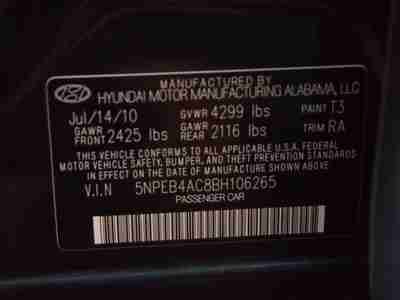 MANUFACTURED BY
HYUNDAI MOTOR MANUFACTURING ALABAMA, LLC
Jul/14/10 GVWR 4299 lbs PAINT T3
GAWR FRONT 2425 lbs GAWR REAR 2116 lbs TRIM RA
THIS VEHICLE CONFORMS TO ALL APPLICABLE U.S. FEDERAL
MOTOR VEHICLE SAFETY, BUMPER, AND THEFT PREVENTION STANDARDS
IN EFFECT ON THE DATE OF MANUFACTURE SHOWN ABOVE.
V.I.N 5NPEB4AC8BH106265
PASSENGER CAR